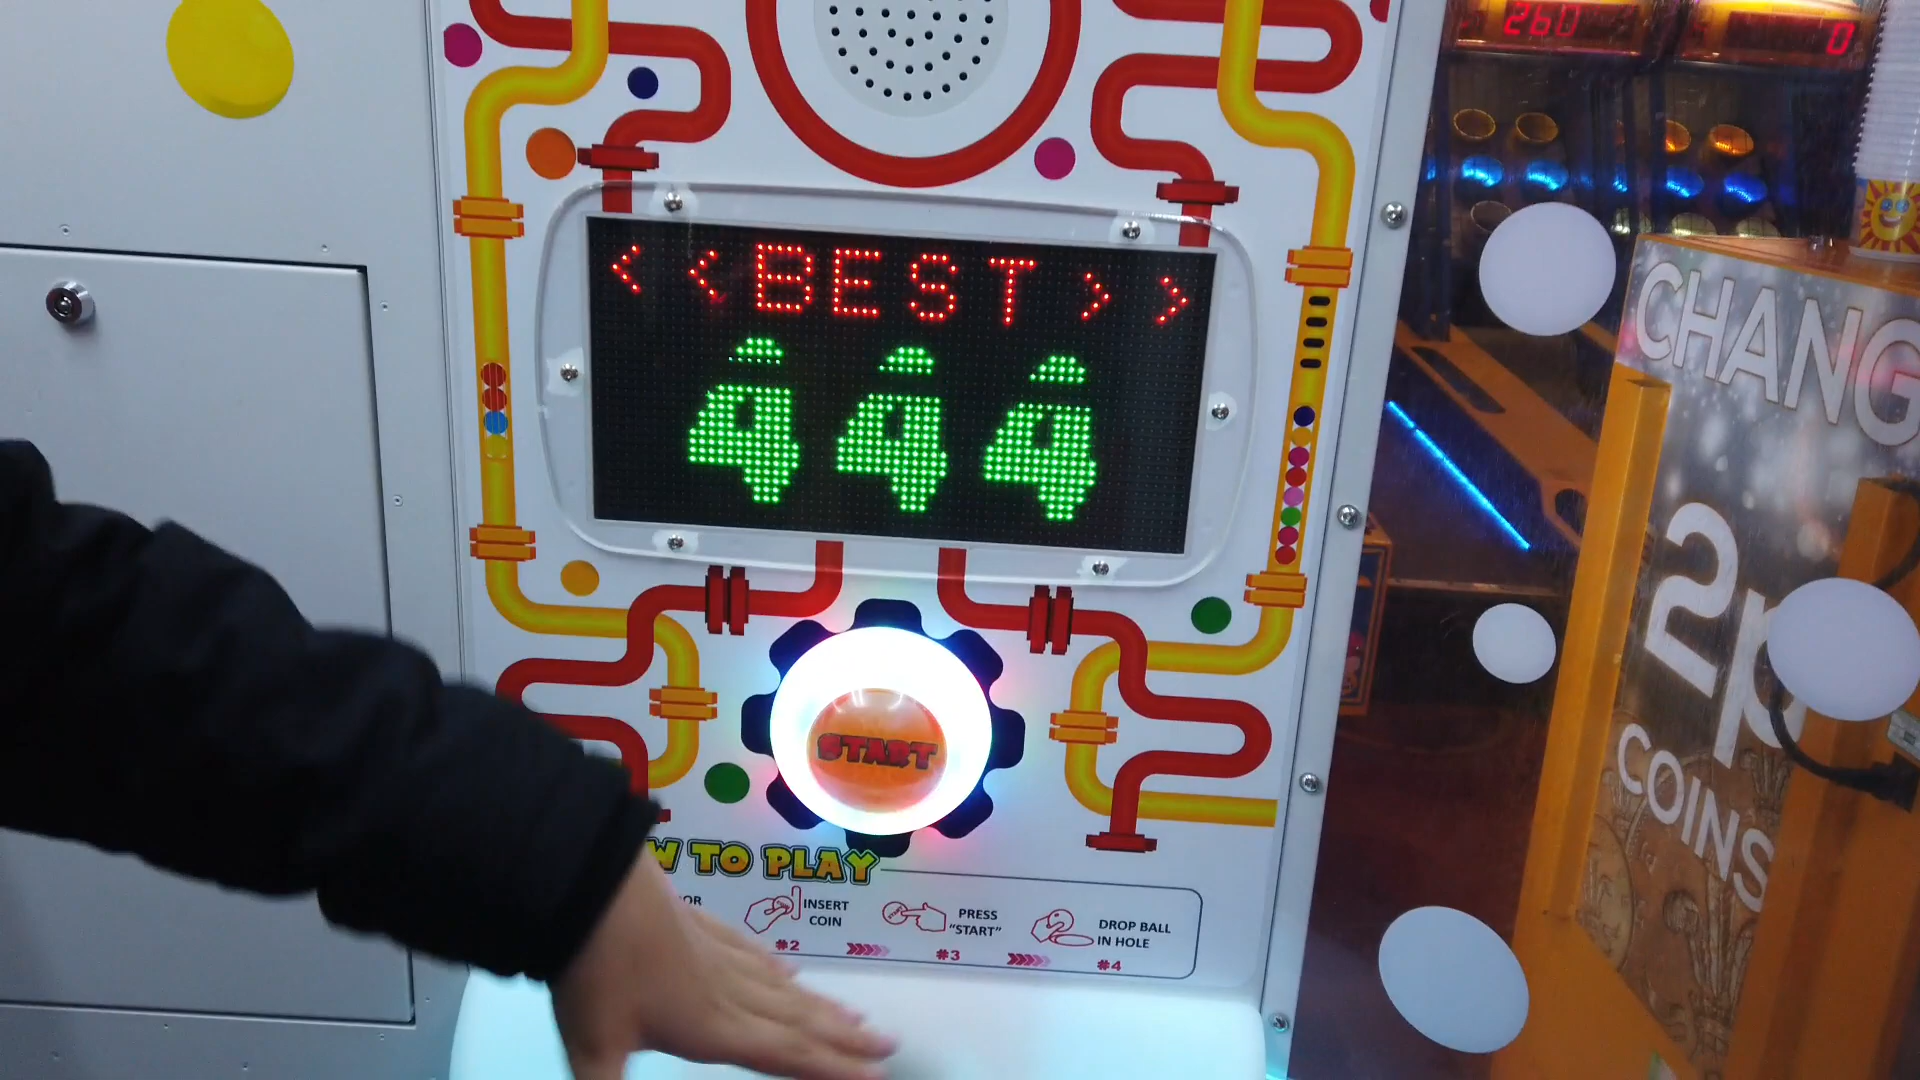 260
0
<<BEST>>
444
START
W TO PLAY
OR
INSERT
COIN
#2
PRESS
"START"
#3
DROP BALL
IN HOLE
#4
CHANG
2p
COINS